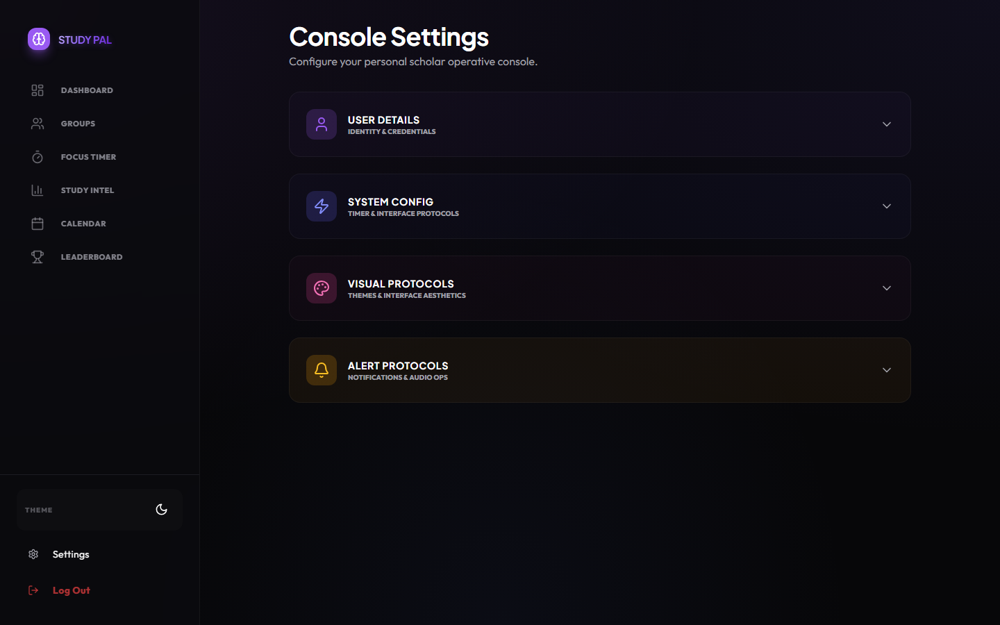 STUDY PAL
DASHBOARD
GROUPS
FOCUS TIMER
STUDY INTEL
CALENDAR
LEADERBOARD
THEME
Settings
Log Out
Console Settings
Configure your personal scholar operative console.
USER DETAILS
IDENTITY & CREDENTIALS
SYSTEM CONFIG
TIMER & INTERFACE PROTOCOLS
VISUAL PROTOCOLS
THEMES & INTERFACE AESTHETICS
ALERT PROTOCOLS
NOTIFICATIONS & AUDIO OPS